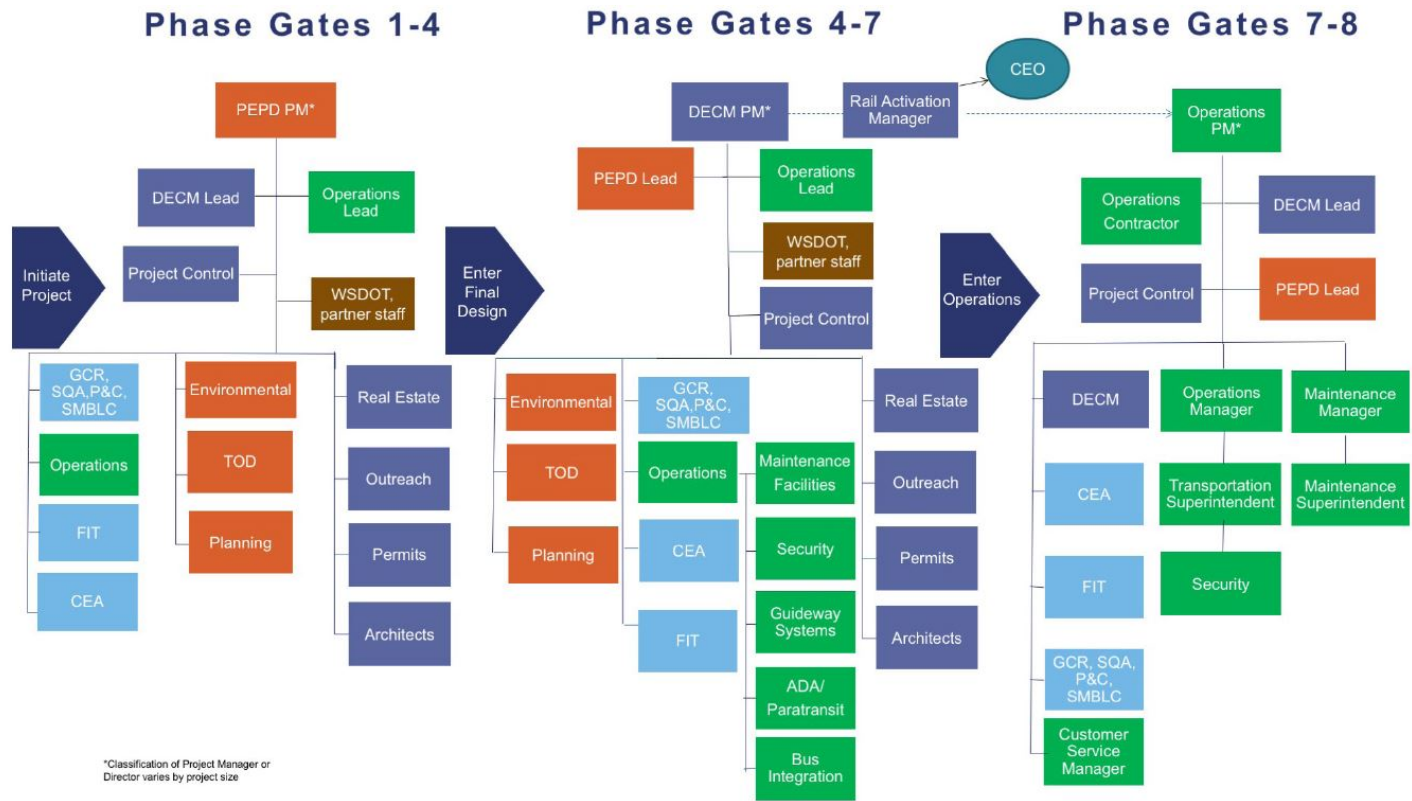 Phase Gates 1-4
PEPD PM*
DECM Lead
Operations
Lead
Initiate
Project
Project Control
WSDOT,
partner staff
GCR,
SQA,P&C,
SMBLC
Operations
FIT
CEA
Environmental
TOD
Planning
Real Estate
Outreach
Permits
Architects
*Classification of Project Manager or
Director varies by project size
Phase Gates 4-7
DECM PM*
Rail Activation
Manager
CEO
PEPD Lead
Operations
Lead
Enter
Final
Design
WSDOT,
partner staff
Project Control
Environmental
TOD
Planning
GCR,
SQA,P&C,
SMBLC
Operations
CEA
FIT
Maintenance
Facilities
Security
Guideway
Systems
ADA/
Paratransit
Bus
Integration
Real Estate
Outreach
Permits
Architects
Phase Gates 7-8
Operations
PM*
Operations
Contractor
DECM Lead
Enter
Operations
Project Control
PEPD Lead
DECM
CEA
FIT
GCR, SQA,
P&C,
SMBLC
Customer
Service
Manager
Operations
Manager
Transportation
Superintendent
Security
Maintenance
Manager
Maintenance
Superintendent